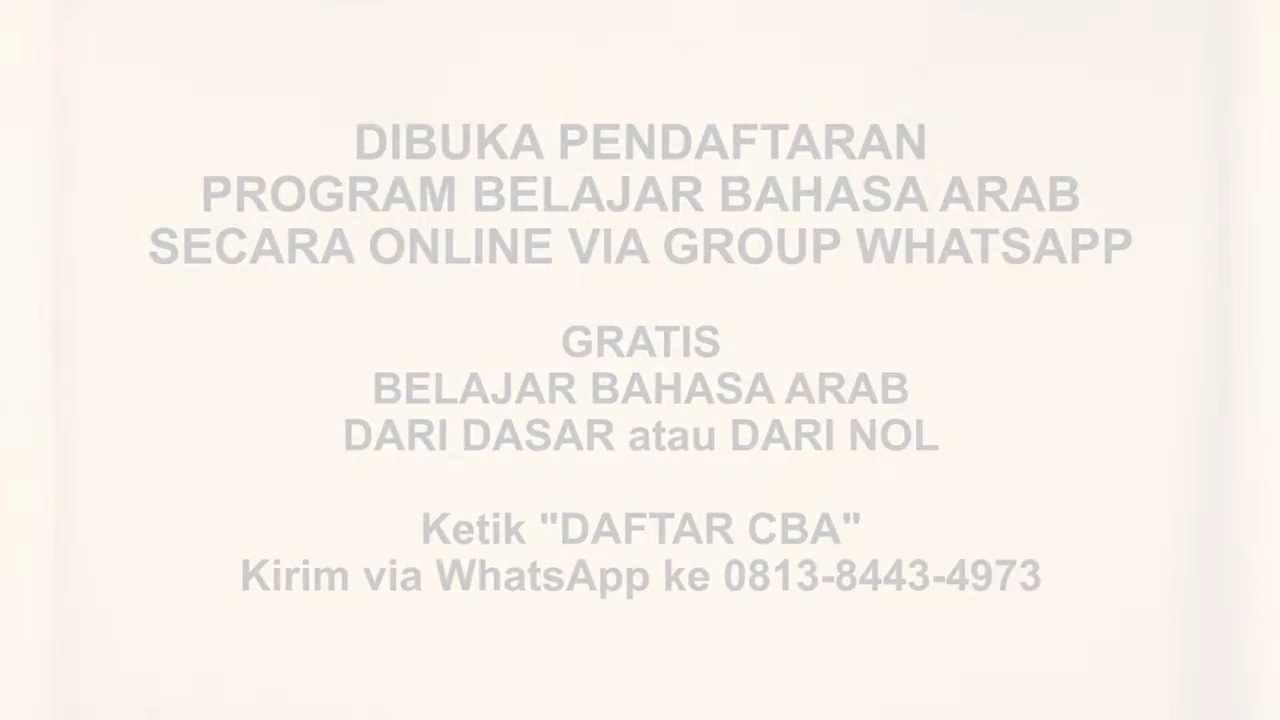 DIBUKA PENDAFTARAN
PROGRAM BELAJAR BAHASA ARAB
SECARA ONLINE VIA GROUP WHATSAPP
GRATIS
BELAJAR BAHASA ARAB
DARI DASAR atau DARI NOL
Ketik "DAFTAR CBA"
Kirim via WhatsApp ke 0813-8443-4973